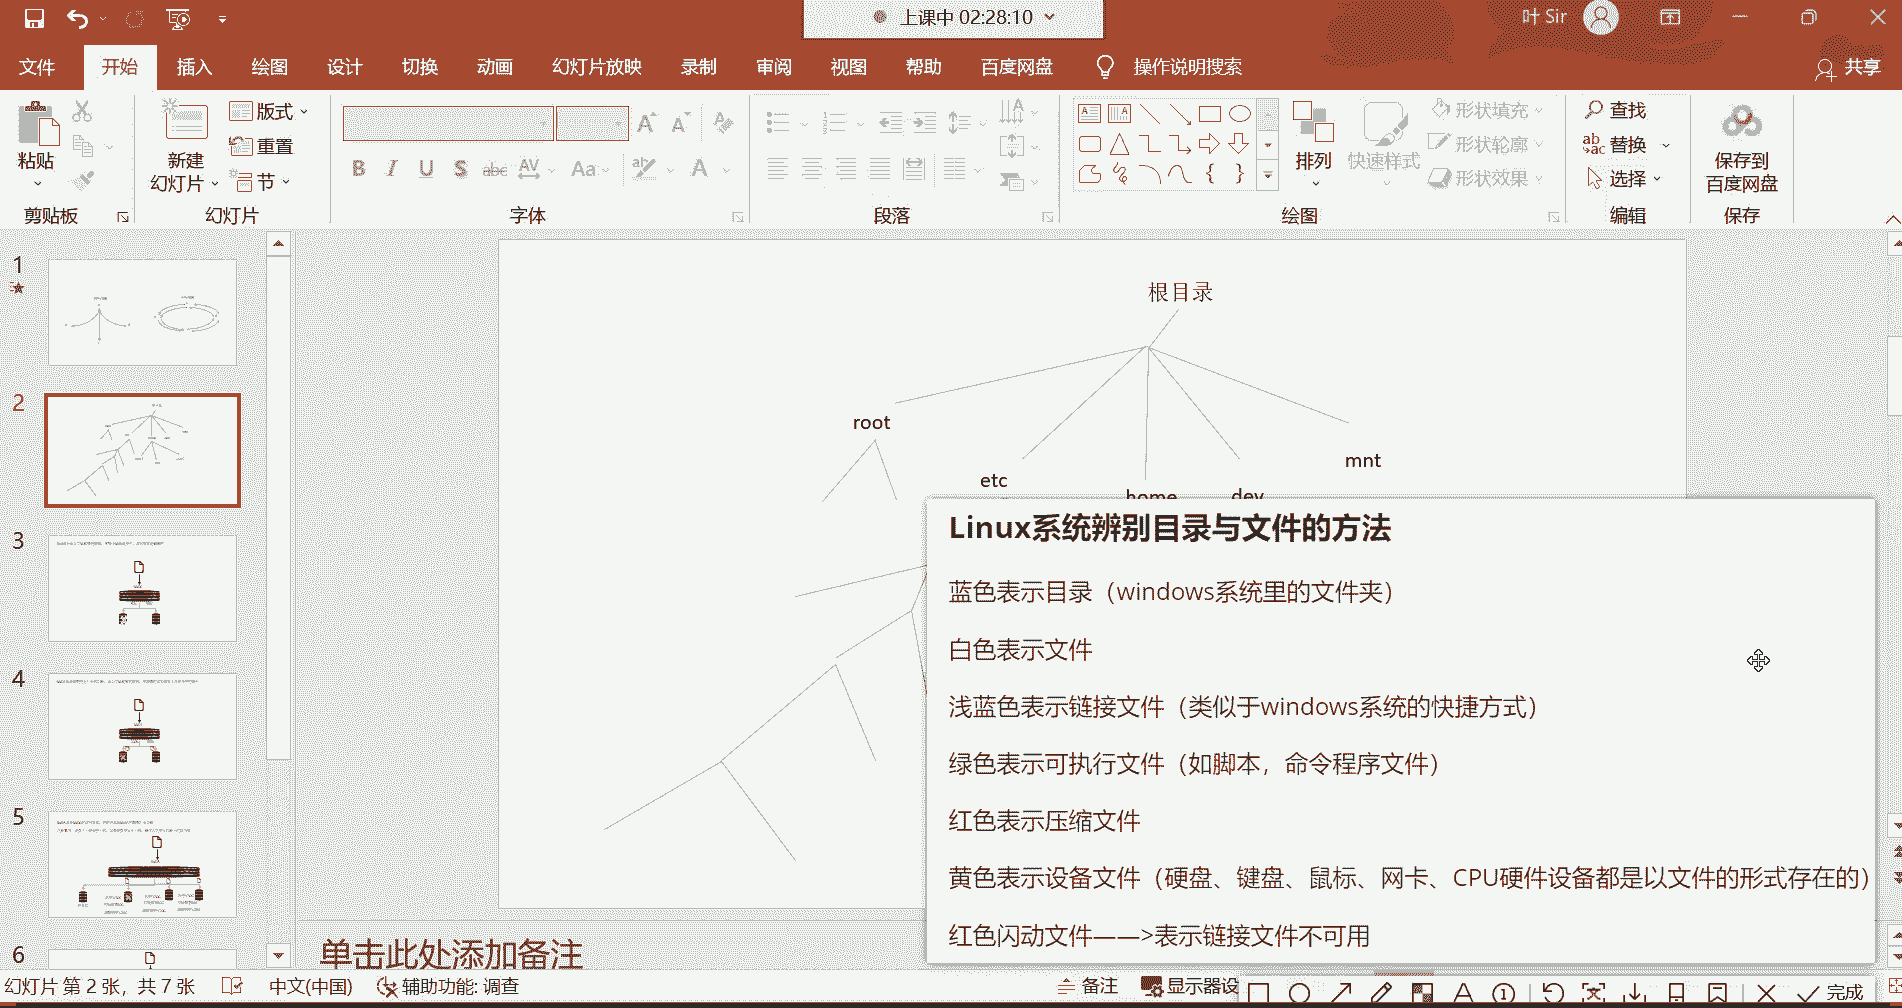 上课中 02:28:10
叶 Sir
文件 开始 插入 绘图 设计 切换 动画 幻灯片放映 录制 审阅 视图 帮助 百度网盘 操作说明搜索
共享
粘贴
剪贴板
新建
幻灯片
版式
重置
节
幻灯片
B I U S abc AV Aa A
字体
段落
排列
快速样式
形状填充
形状轮廓
形状效果
绘图
查找
替换
选择
编辑
保存到
百度网盘
保存
1
2
3
4
5
6
根目录
root
etc
home
dev
mnt
Linux系统辨别目录与文件的方法
蓝色表示目录（windows系统里的文件夹）
白色表示文件
浅蓝色表示链接文件（类似于windows系统的快捷方式）
绿色表示可执行文件（如脚本，命令程序文件）
红色表示压缩文件
黄色表示设备文件（硬盘、键盘、鼠标、网卡、CPU硬件设备都是以文件的形式存在的）
红色闪动文件——>表示链接文件不可用
单击此处添加备注
幻灯片 第 2 张，共 7 张 中文(中国) 辅助功能: 调查 备注 显示器设
完成